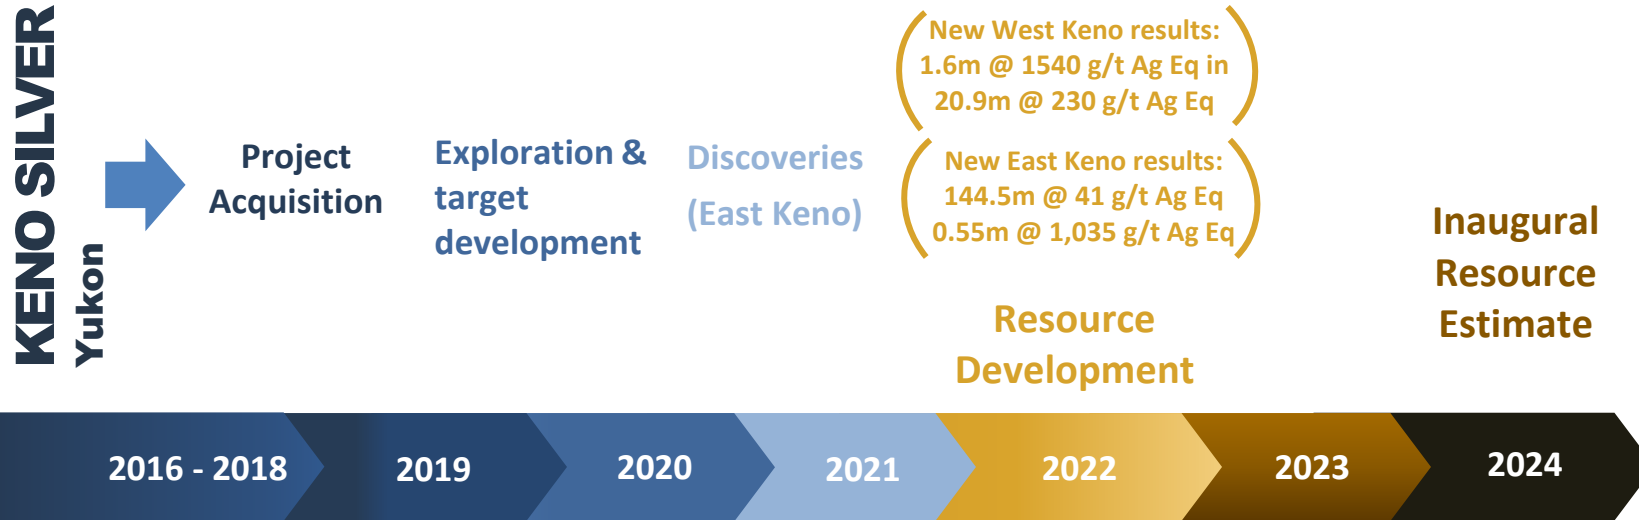 KENO SILVER
Yukon
Project
Acquisition
Exploration &
target
development
Discoveries
(East Keno)
New West Keno results:
1.6m @ 1540 g/t Ag Eq in
20.9m @ 230 g/t Ag Eq
New East Keno results:
144.5m @ 41 g/t Ag Eq
0.55m @ 1,035 g/t Ag Eq
Resource
Development
Inaugural
Resource
Estimate
2016 - 2018
2019
2020
2021
2022
2023
2024